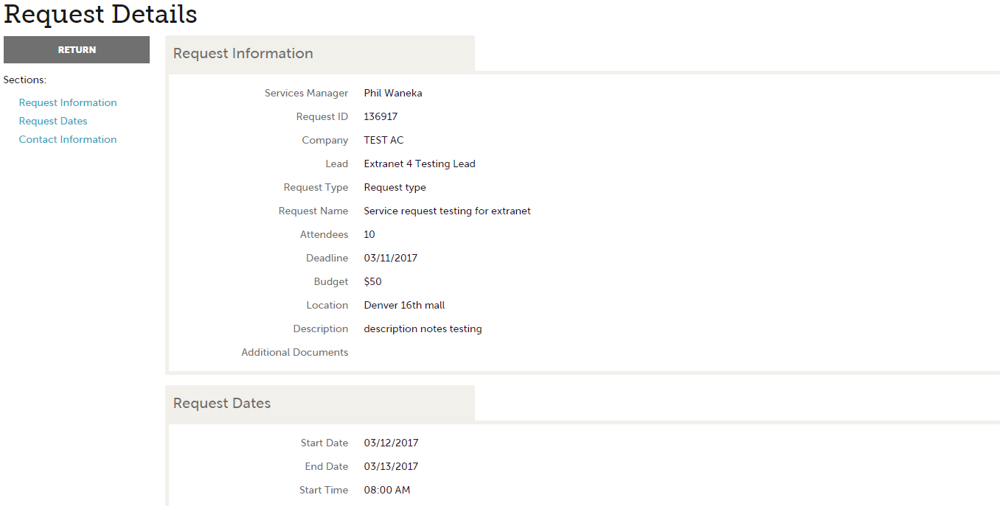 Request Details
RETURN
Sections:
Request Information
Request Dates
Contact Information
Request Information
Services Manager Phil Waneka
Request ID 136917
Company TEST AC
Lead Extranet 4 Testing Lead
Request Type Request type
Request Name Service request testing for extranet
Attendees 10
Deadline 03/11/2017
Budget $50
Location Denver 16th mall
Description description notes testing
Additional Documents
Request Dates
Start Date 03/12/2017
End Date 03/13/2017
Start Time 08:00 AM